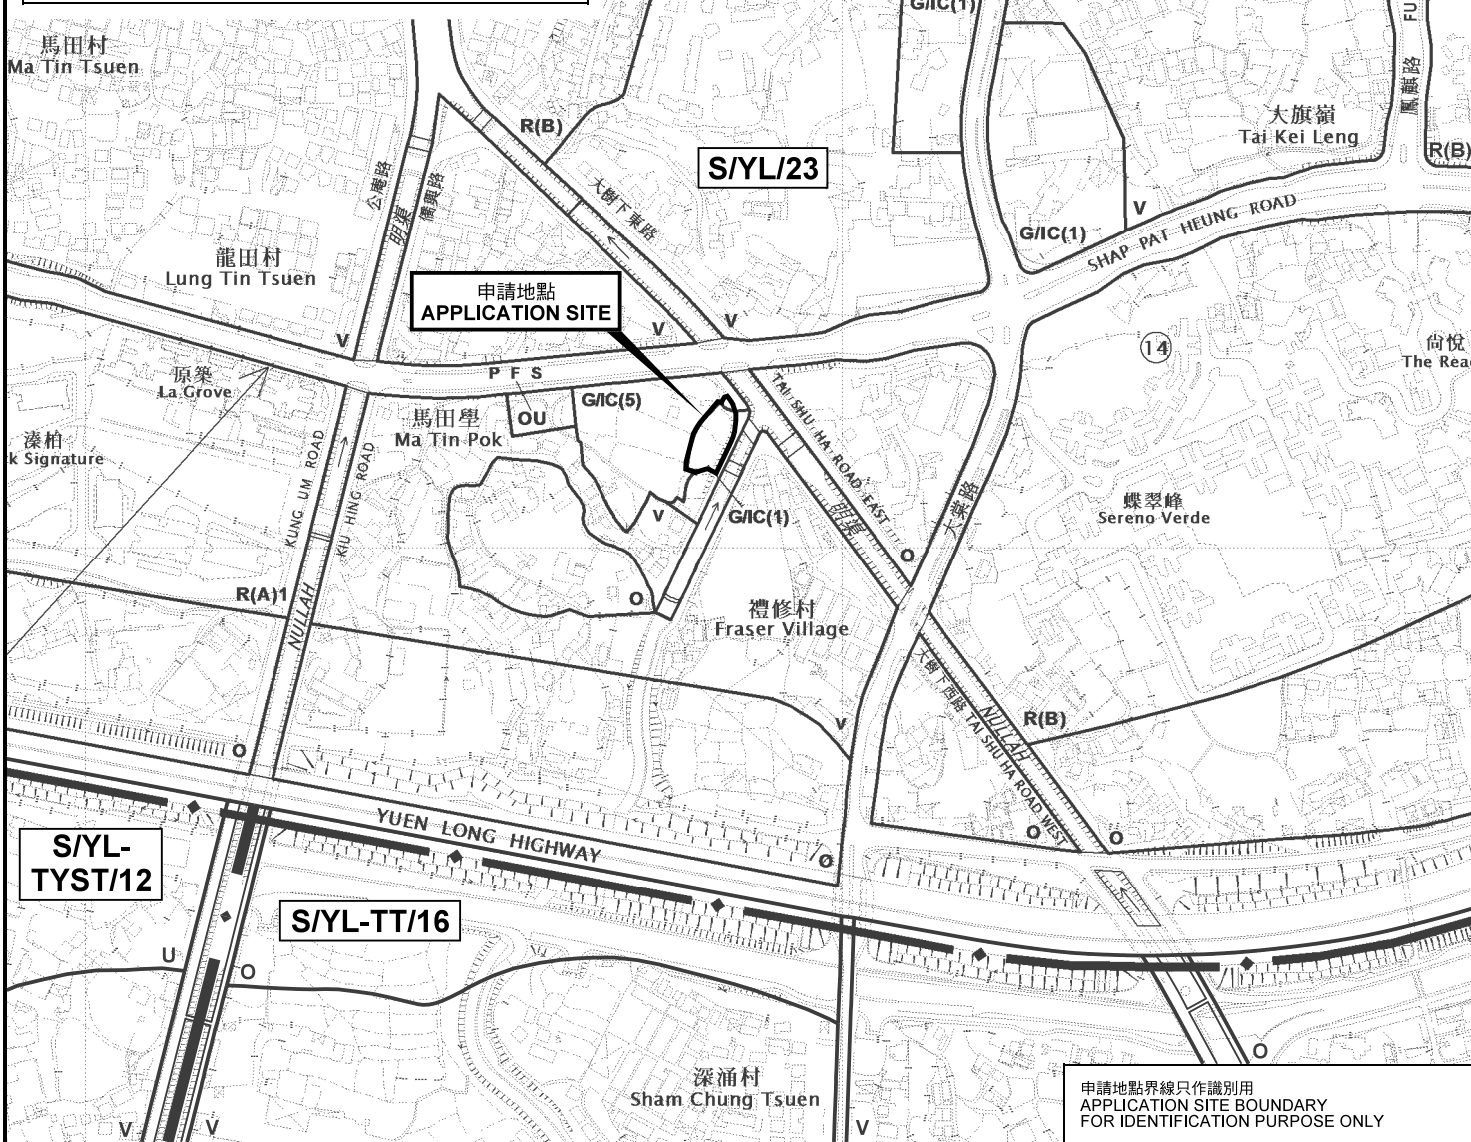 G/IC(1)
馬田村
Ma Tin Tsuen
R(B)
S/YL/23
大旗嶺
Tai Kei Leng
鳳麒路
FU
R(B)
公庵路
明渠
僑興路
大樹下東路
G/IC(1)
V
SHAP PAT HEUNG ROAD
龍田村
Lung Tin Tsuen
申請地點
APPLICATION SITE
V
V
V
14
尚悅
The Rea
原築
La Grove
P F S
OU
G/IC(5)
馬田壆
Ma Tin Pok
溱柏
k Signature
KUNG UM ROAD
KIU HING ROAD
TAI SHU HA ROAD EAST
明渠
大棠路
蝶翠峰
Sereno Verde
V
G/IC(1)
O
R(A)1
NULLAH
O
禮修村
Fraser Village
大樹下西路 TAI SHU HA ROAD WEST
NULLAH
R(B)
V
O
YUEN LONG HIGHWAY
O
O
O
S/YL-
TYST/12
S/YL-TT/16
U
O
O
深涌村
Sham Chung Tsuen
V
V
V
申請地點界線只作識別用
APPLICATION SITE BOUNDARY
FOR IDENTIFICATION PURPOSE ONLY